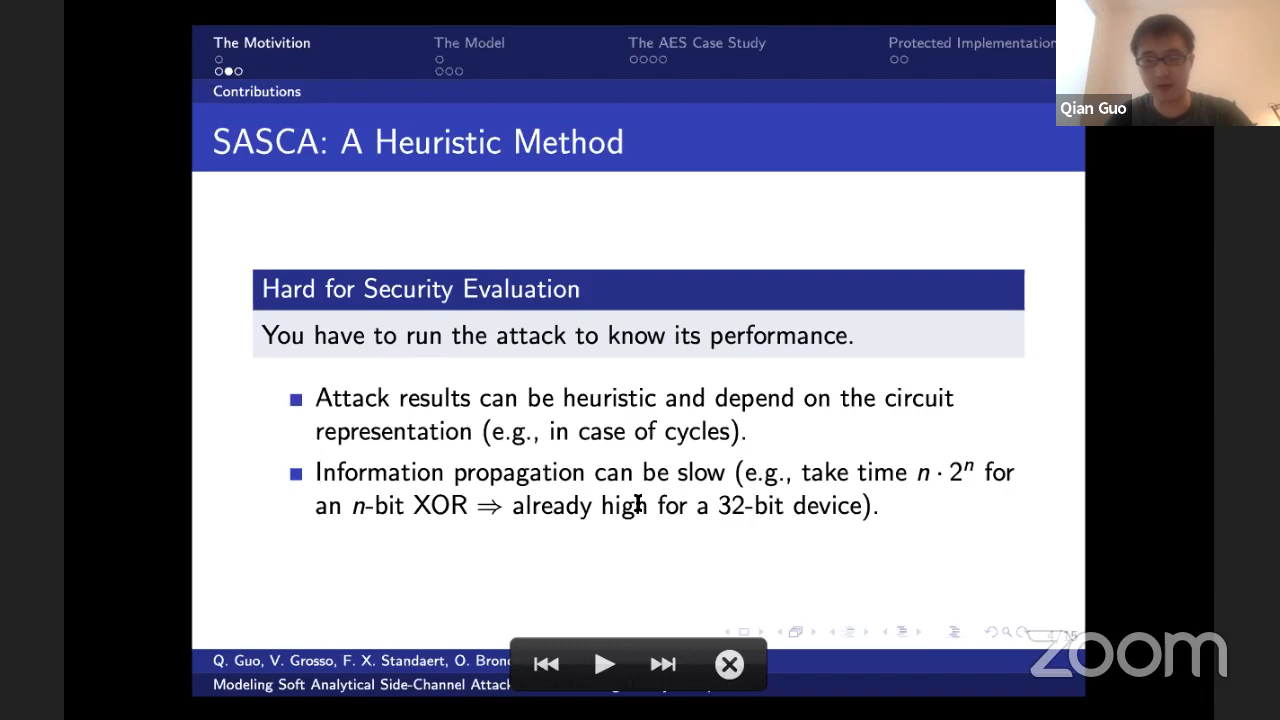 The Motivition The Model The AES Case Study Protected Implementation
Qian Guo
Contributions
SASCA: A Heuristic Method
Hard for Security Evaluation
You have to run the attack to know its performance.
Attack results can be heuristic and depend on the circuit
representation (e.g., in case of cycles).
Information propagation can be slow (e.g., take time n · 2ⁿ for
an n-bit XOR ⇒ already high for a 32-bit device).
zoom
Q. Guo, V. Grosso, F. X. Standaert, O. Bron
Modeling Soft Analytical Side-Channel Attac